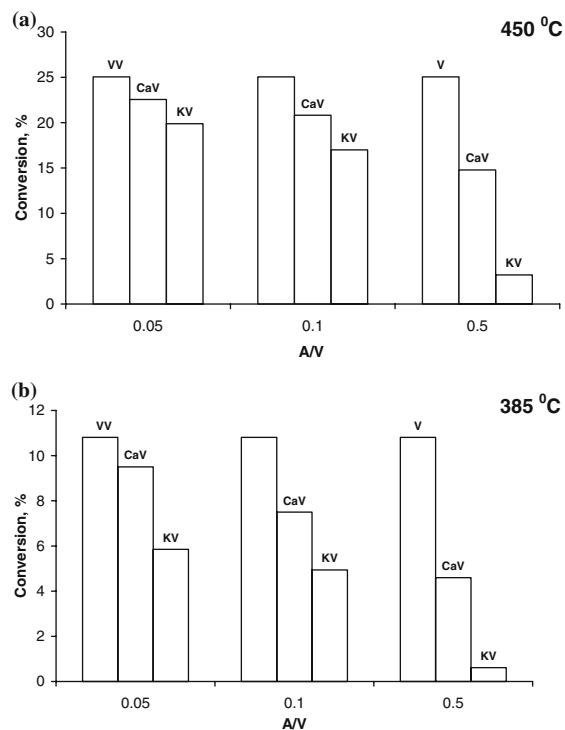 (a)
450 ⁰C
30
25
20
15
10
5
0
Conversion, %
VV
CaV
KV
CaV
KV
V
CaV
KV
0.05 0.1 0.5
A/V
(b)
385 ⁰C
12
10
8
6
4
2
0
Conversion, %
VV
CaV
KV
CaV
KV
V
CaV
KV
0.05 0.1 0.5
A/V